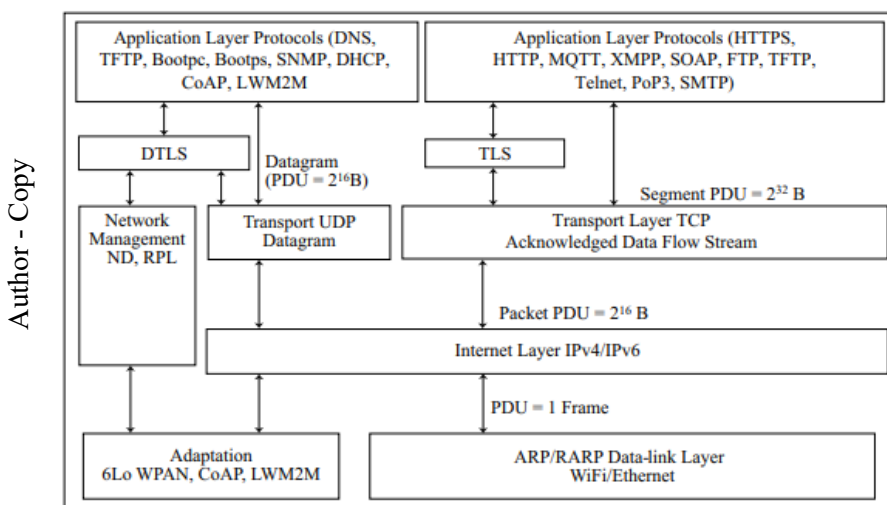 Author - Copy
Application Layer Protocols (DNS,
TFTP, Bootpc, Bootps, SNMP, DHCP,
CoAP, LWM2M
Application Layer Protocols (HTTPS,
HTTP, MQTT, XMPP, SOAP, FTP, TFTP,
Telnet, PoP3, SMTP)
DTLS
Datagram
(PDU = 2¹⁶B)
TLS
Segment PDU = 2³² B
Network
Management
ND, RPL
Transport UDP
Datagram
Transport Layer TCP
Acknowledged Data Flow Stream
Packet PDU = 2¹⁶ B
Internet Layer IPv4/IPv6
PDU = 1 Frame
Adaptation
6Lo WPAN, CoAP, LWM2M
ARP/RARP Data-link Layer
WiFi/Ethernet